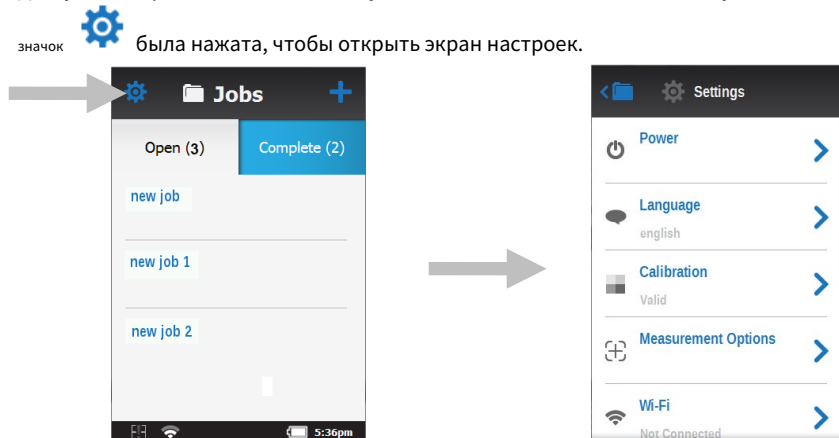 значок была нажата, чтобы открыть экран настроек.
Jobs
Open (3) Complete (2)
new job
new job 1
new job 2
5:36pm
Settings
Power
Language
english
Calibration
Valid
Measurement Options
Wi-Fi
Not Connected